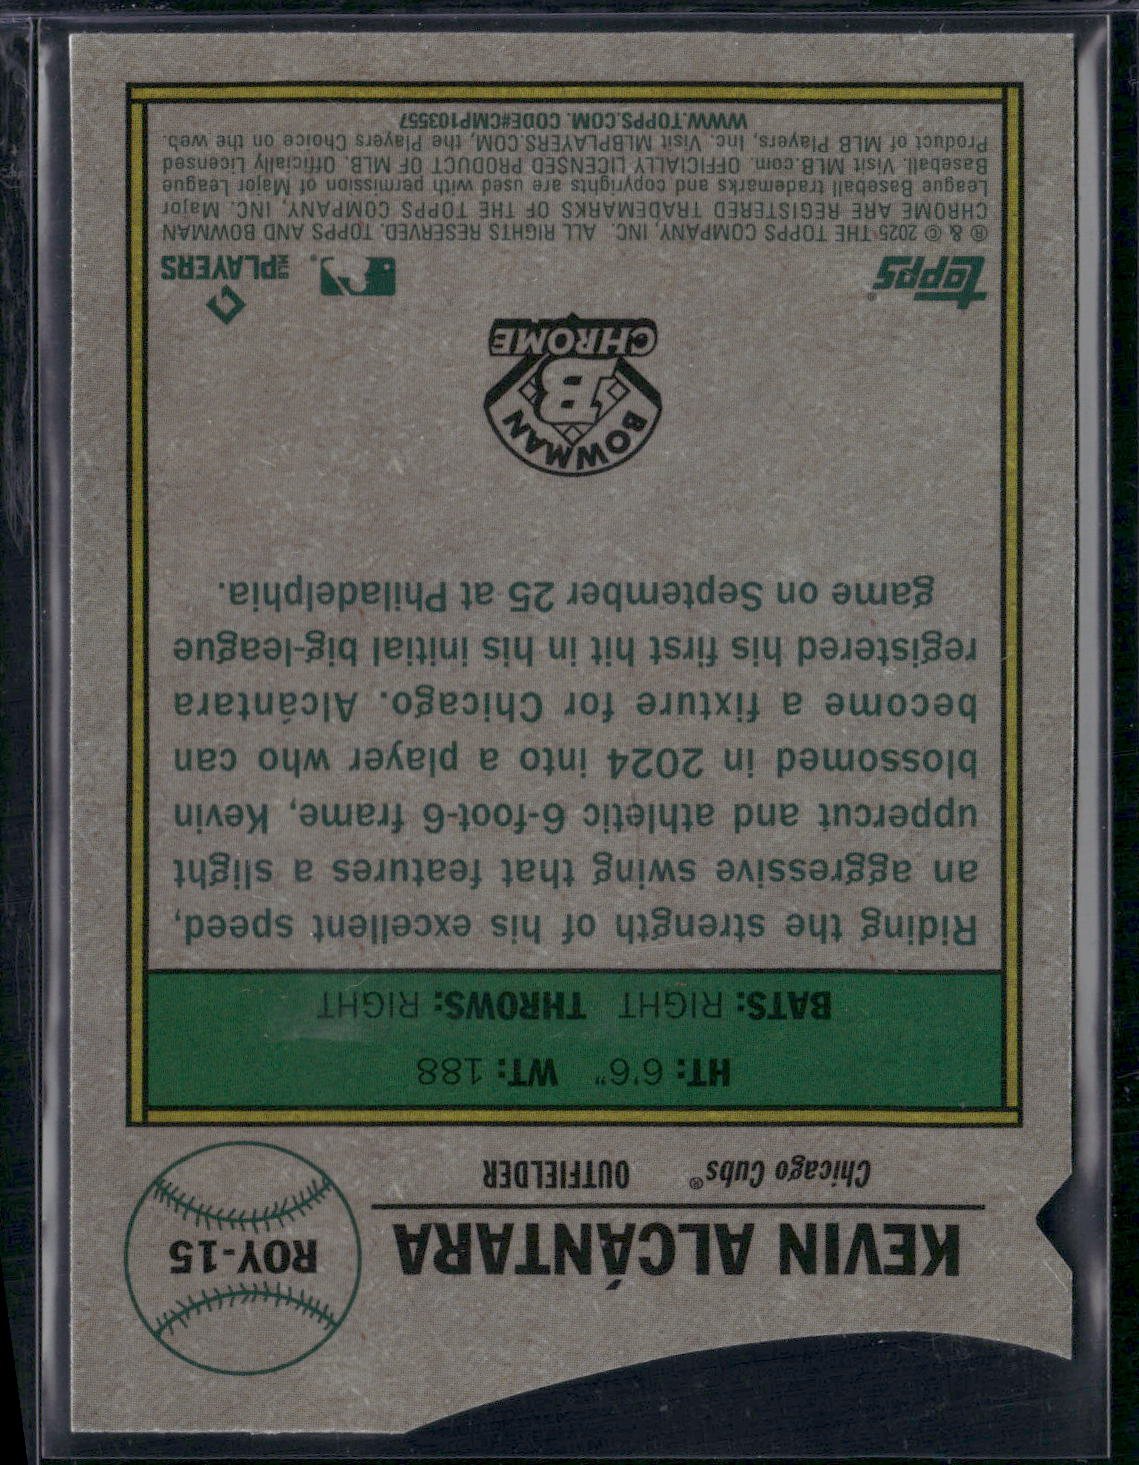 ROY-15
KEVIN ALCÁNTARA
Chicago Cubs® OUTFIELDER
HT: 6'6" WT: 188
BATS: RIGHT THROWS: RIGHT
Riding the strength of his excellent speed,
an aggressive swing that features a slight
uppercut and athletic 6-foot-6 frame, Kevin
blossomed in 2024 into a player who can
become a fixture for Chicago. Alcántara
registered his first hit in his initial big-league
game on September 25 at Philadelphia.
BOWMAN
B
CHROME
topps®
MLB PLAYERS
® & © 2025 THE TOPPS COMPANY, INC. ALL RIGHTS RESERVED. TOPPS AND BOWMAN
CHROME ARE REGISTERED TRADEMARKS OF THE TOPPS COMPANY, INC. Major
League Baseball trademarks and copyrights are used with permission of Major League
Baseball. Visit MLB.com. OFFICIALLY LICENSED PRODUCT OF MLB. Officially Licensed
Product of MLB Players, Inc. Visit MLBPLAYERS.COM, the Players Choice on the web.
WWW.TOPPS.COM. CODE#CMP103557